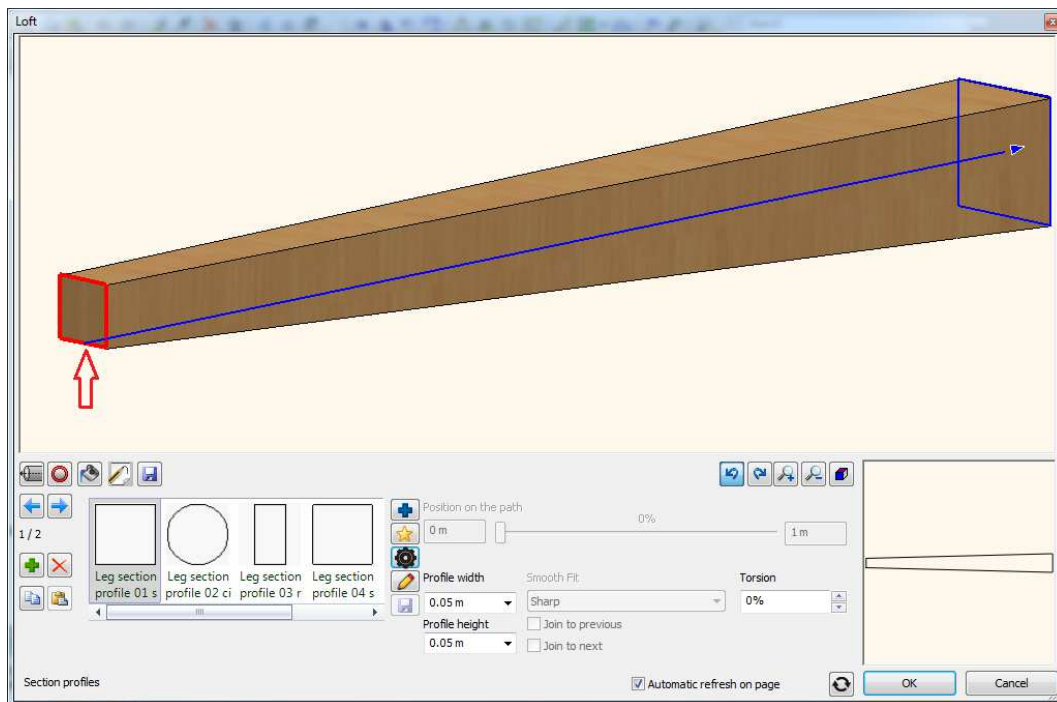 Loft
Position on the path
0 m
0%
1 m
1 / 2
Leg section profile 01 s
Leg section profile 02 ci
Leg section profile 03 r
Leg section profile 04 s
Profile width
Smooth Fit
Torsion
0.05 m
Sharp
0%
Profile height
Join to previous
0.05 m
Join to next
Section profiles
Automatic refresh on page
OK
Cancel